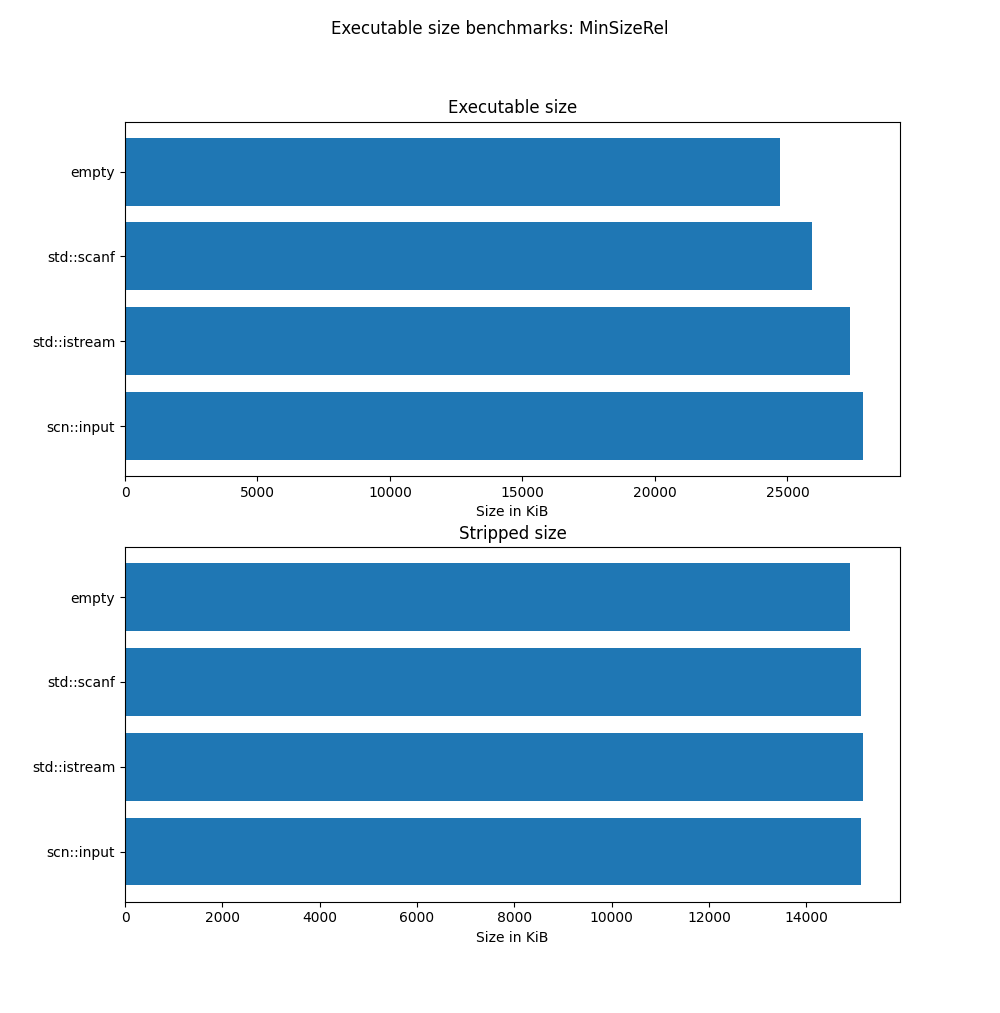 Executable size benchmarks: MinSizeRel
Executable size
empty
std::scanf
std::istream
scn::input
0 5000 10000 15000 20000 25000
Size in KiB
Stripped size
empty
std::scanf
std::istream
scn::input
0 2000 4000 6000 8000 10000 12000 14000
Size in KiB